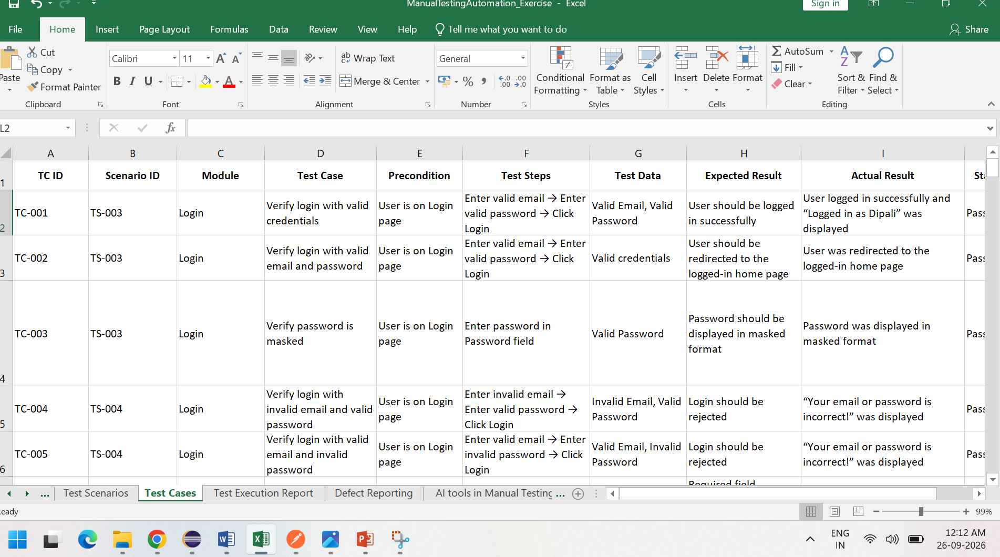 ManualTestingAutomation_Exercise - Excel
Sign in
File Home Insert Page Layout Formulas Data Review View Help Tell me what you want to do Share
Paste
Cut
Copy
Format Painter
Clipboard
Calibri 11
B I U
Font
Wrap Text
Merge & Center
Alignment
General
Number
Conditional
Formatting
Format as
Table
Cell
Styles
Styles
Insert Delete Format
Cells
AutoSum
Fill
Clear
Sort &
Filter
Find &
Select
Editing
L2
fx
A B C D E F G H I
1
TC ID
Scenario ID
Module
Test Case
Precondition
Test Steps
Test Data
Expected Result
Actual Result
2
TC-001
TS-003
Login
Verify login with valid
credentials
User is on Login
page
Enter valid email → Enter
valid password → Click
Login
Valid Email, Valid
Password
User should be logged
in successfully
User logged in successfully and
“Logged in as Dipali” was
displayed
Pass
3
TC-002
TS-003
Login
Verify login with valid
email and password
User is on Login
page
Enter valid email → Enter
valid password → Click
Login
Valid credentials
User should be
redirected to the
logged-in home page
User was redirected to the
logged-in home page
Pass
4
TC-003
TS-003
Login
Verify password is
masked
User is on Login
page
Enter password in
Password field
Valid Password
Password should be
displayed in masked
format
Password was displayed in
masked format
Pass
5
TC-004
TS-004
Login
Verify login with
invalid email and valid
password
User is on Login
page
Enter invalid email →
Enter valid password →
Click Login
Invalid Email, Valid
Password
Login should be
rejected
“Your email or password is
incorrect!” was displayed
Pass
6
TC-005
TS-004
Login
Verify login with valid
email and invalid
password
User is on Login
page
Enter valid email → Enter
invalid password → Click
Login
Valid Email, Invalid
Password
Login should be
rejected
“Your email or password is
incorrect!” was displayed
Pass
Required field
... Test Scenarios Test Cases Test Execution Report Defect Reporting AI tools in Manual Testing ...
99%
ENG
IN
12:12 AM
26-09-2026